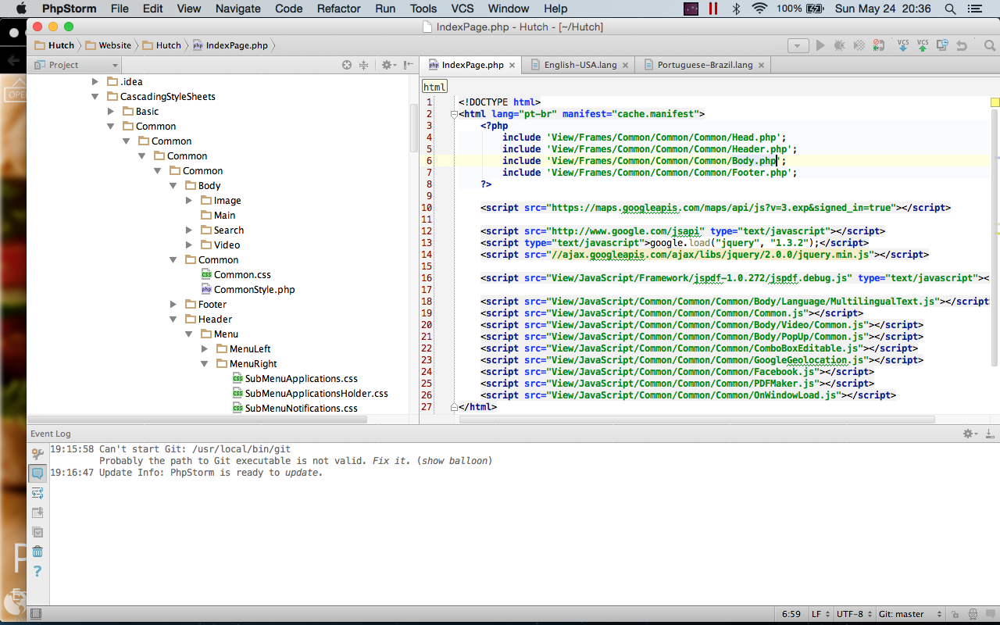 PhpStorm File Edit View Navigate Code Refactor Run Tools VCS Window Help 100% Sun May 24 20:36
IndexPage.php - Hutch - [~/Hutch]
Hutch Website Hutch IndexPage.php VCS VCS
Project
IndexPage.php English-USA.lang Portuguese-Brazil.lang
.idea
CascadingStyleSheets
Basic
Common
Common
Common
Common
Body
Image
Main
Search
Video
Common
Common.css
CommonStyle.php
Footer
Header
Menu
MenuLeft
MenuRight
SubMenuApplications.css
SubMenuApplicationsHolder.css
SubMenuNotifications.css
html
1 <!DOCTYPE html>
2 <html lang="pt-br" manifest="cache.manifest">
3 <?php
4 include 'View/Frames/Common/Common/Common/Head.php';
5 include 'View/Frames/Common/Common/Common/Header.php';
6 include 'View/Frames/Common/Common/Common/Body.php';
7 include 'View/Frames/Common/Common/Common/Footer.php';
8 ?>
9
10 <script src="https://maps.googleapis.com/maps/api/js?v=3.exp&signed_in=true"></script>
11
12 <script src="http://www.google.com/jsapi" type="text/javascript"></script>
13 <script type="text/javascript">google.load("jquery", "1.3.2");</script>
14 <script src="//ajax.googleapis.com/ajax/libs/jquery/2.0.0/jquery.min.js"></script>
15
16 <script src="View/JavaScript/Framework/jspdf-1.0.272/jspdf.debug.js" type="text/javascript"><
17
18 <script src="View/JavaScript/Common/Common/Common/Body/Language/MultilingualText.js"></script
19 <script src="View/JavaScript/Common/Common/Common/Common.js"></script>
20 <script src="View/JavaScript/Common/Common/Common/Body/Video/Common.js"></script>
21 <script src="View/JavaScript/Common/Common/Common/Body/PopUp/Common.js"></script>
22 <script src="View/JavaScript/Common/Common/Common/ComboBoxEditable.js"></script>
23 <script src="View/JavaScript/Common/Common/Common/GoogleGeolocation.js"></script>
24 <script src="View/JavaScript/Common/Common/Common/Facebook.js"></script>
25 <script src="View/JavaScript/Common/Common/Common/PDFMaker.js"></script>
26 <script src="View/JavaScript/Common/Common/Common/OnWindowLoad.js"></script>
27 </html>
Event Log
19:15:58 Can't start Git: /usr/local/bin/git
Probably the path to Git executable is not valid. Fix it. (show balloon)
19:16:47 Update Info: PhpStorm is ready to update.
6:59 LF UTF-8 Git: master